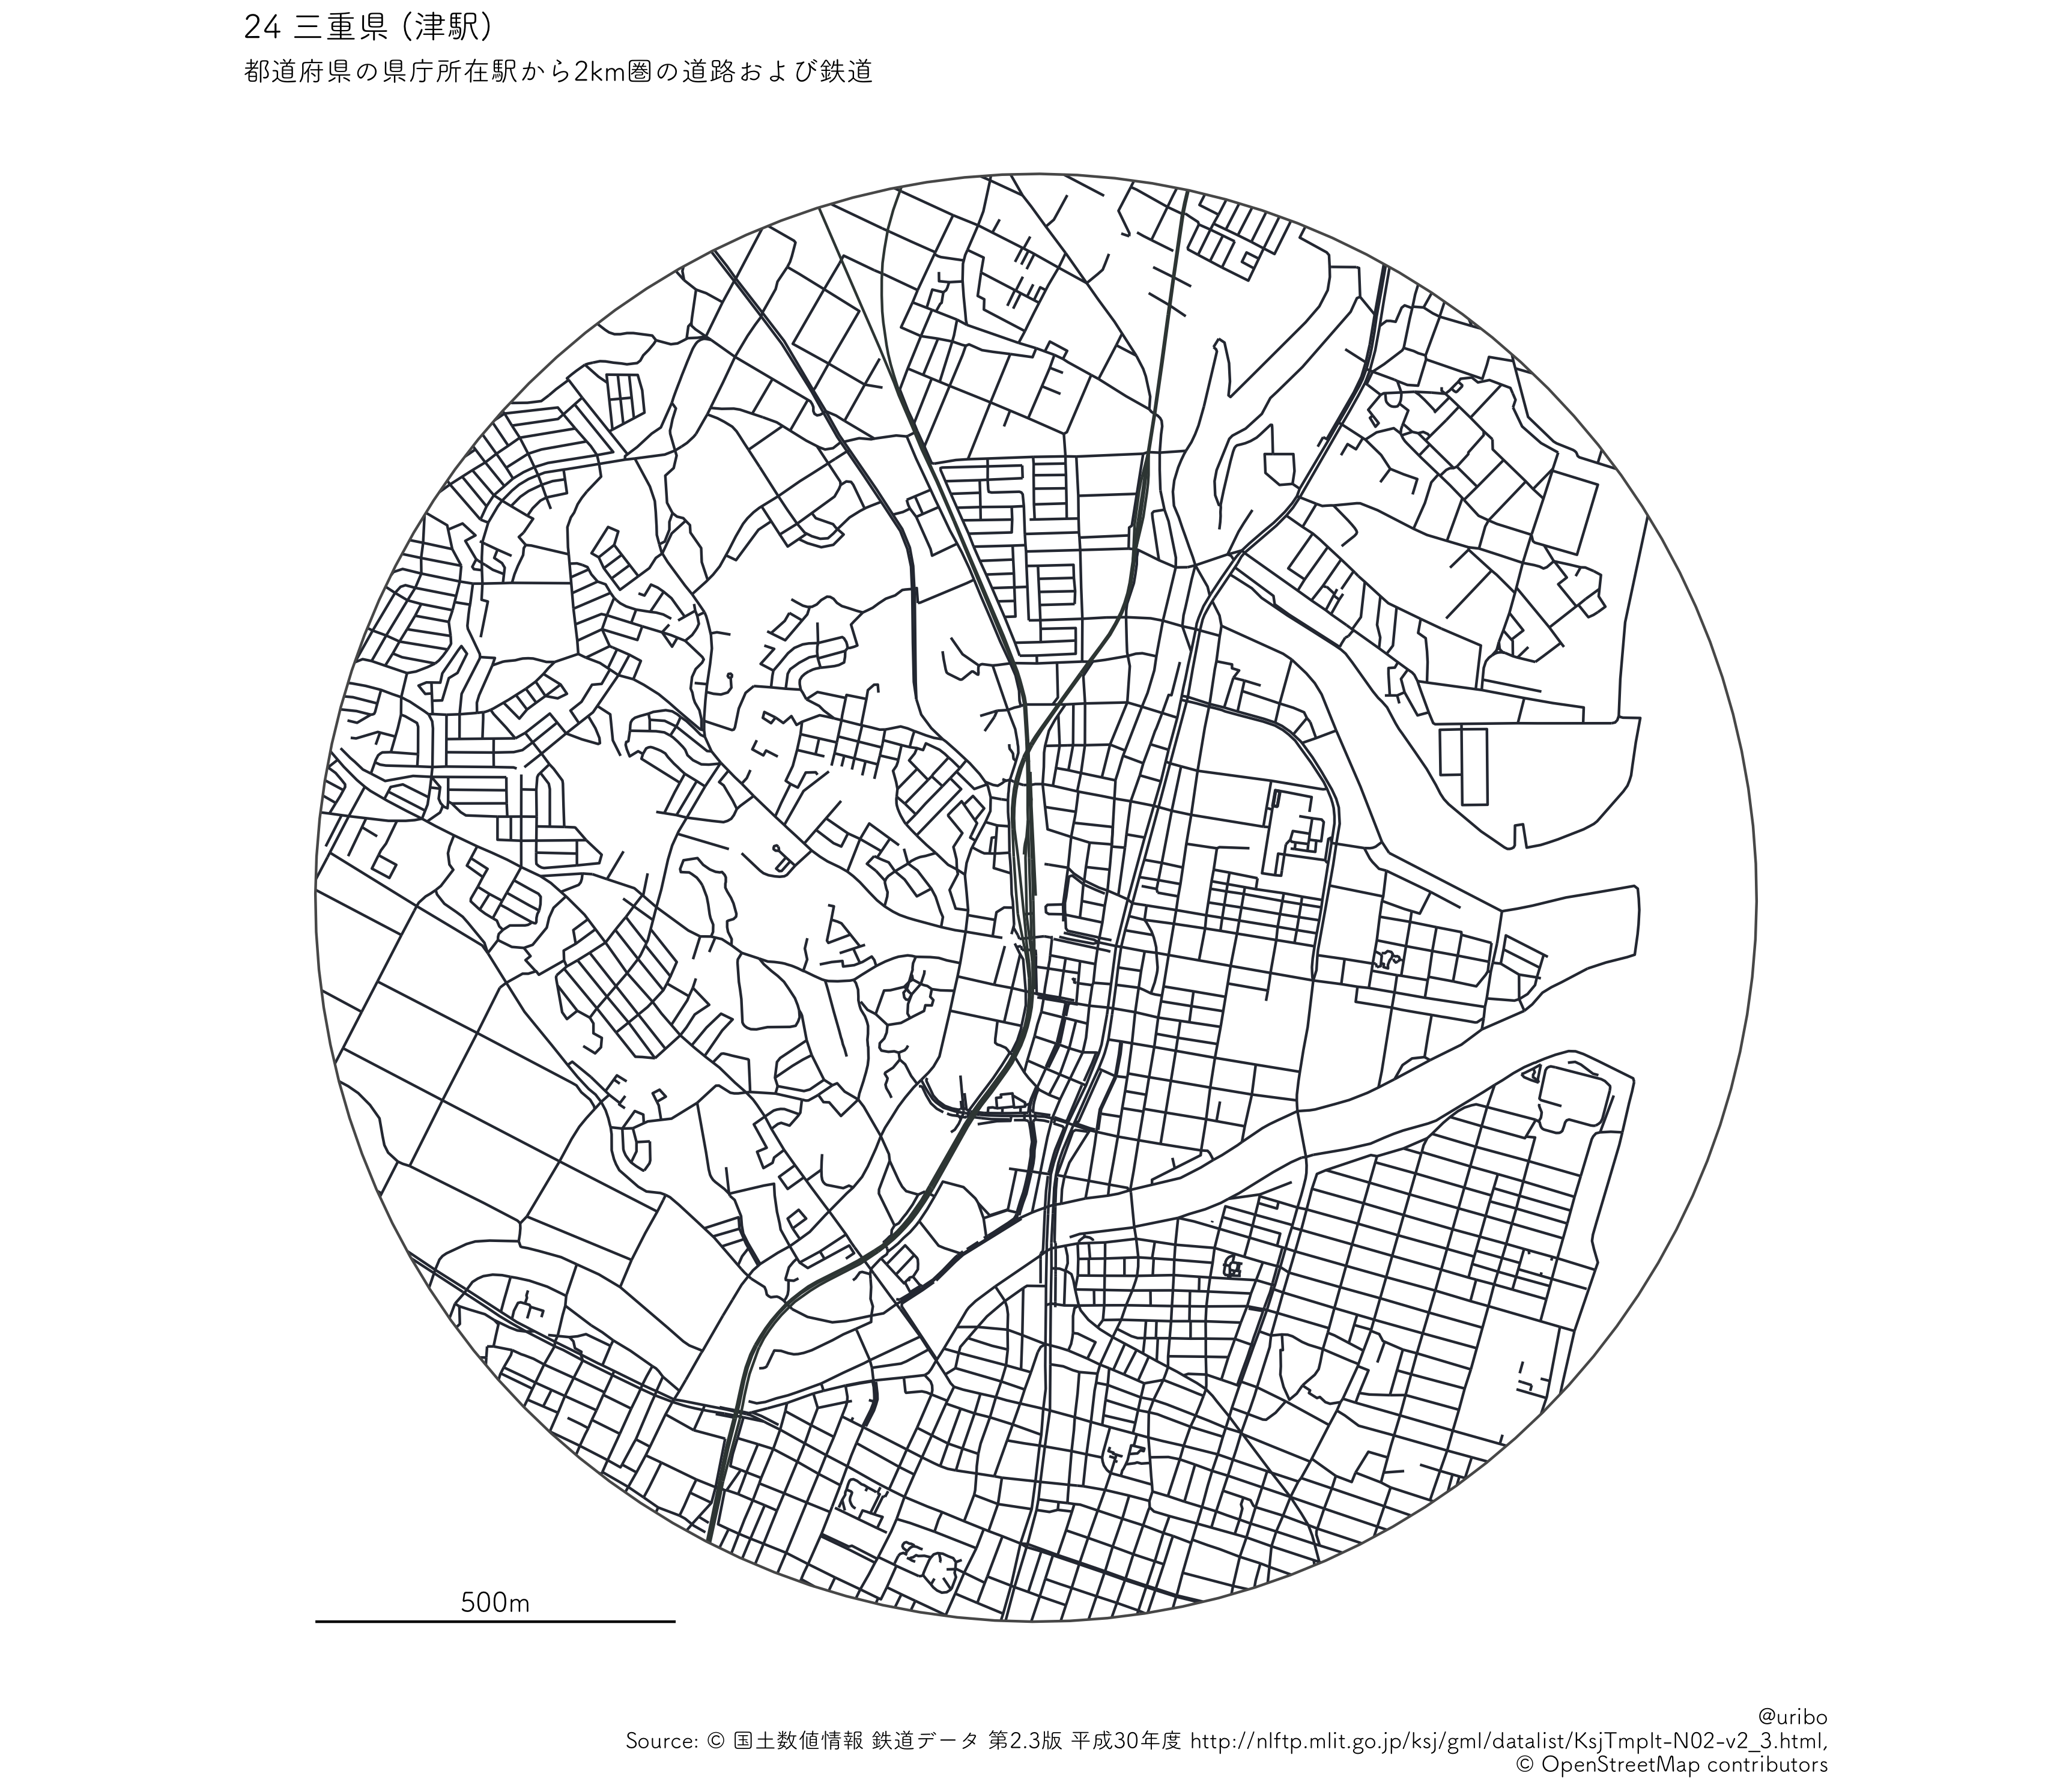 24 三重県 (津駅)
都道府県の県庁所在駅から2km圏の道路および鉄道
500m
@uribo
Source: © 国土数値情報 鉄道データ 第2.3版 平成30年度 http://nlftp.mlit.go.jp/ksj/gml/datalist/KsjTmplt-N02-v2_3.html,
© OpenStreetMap contributors